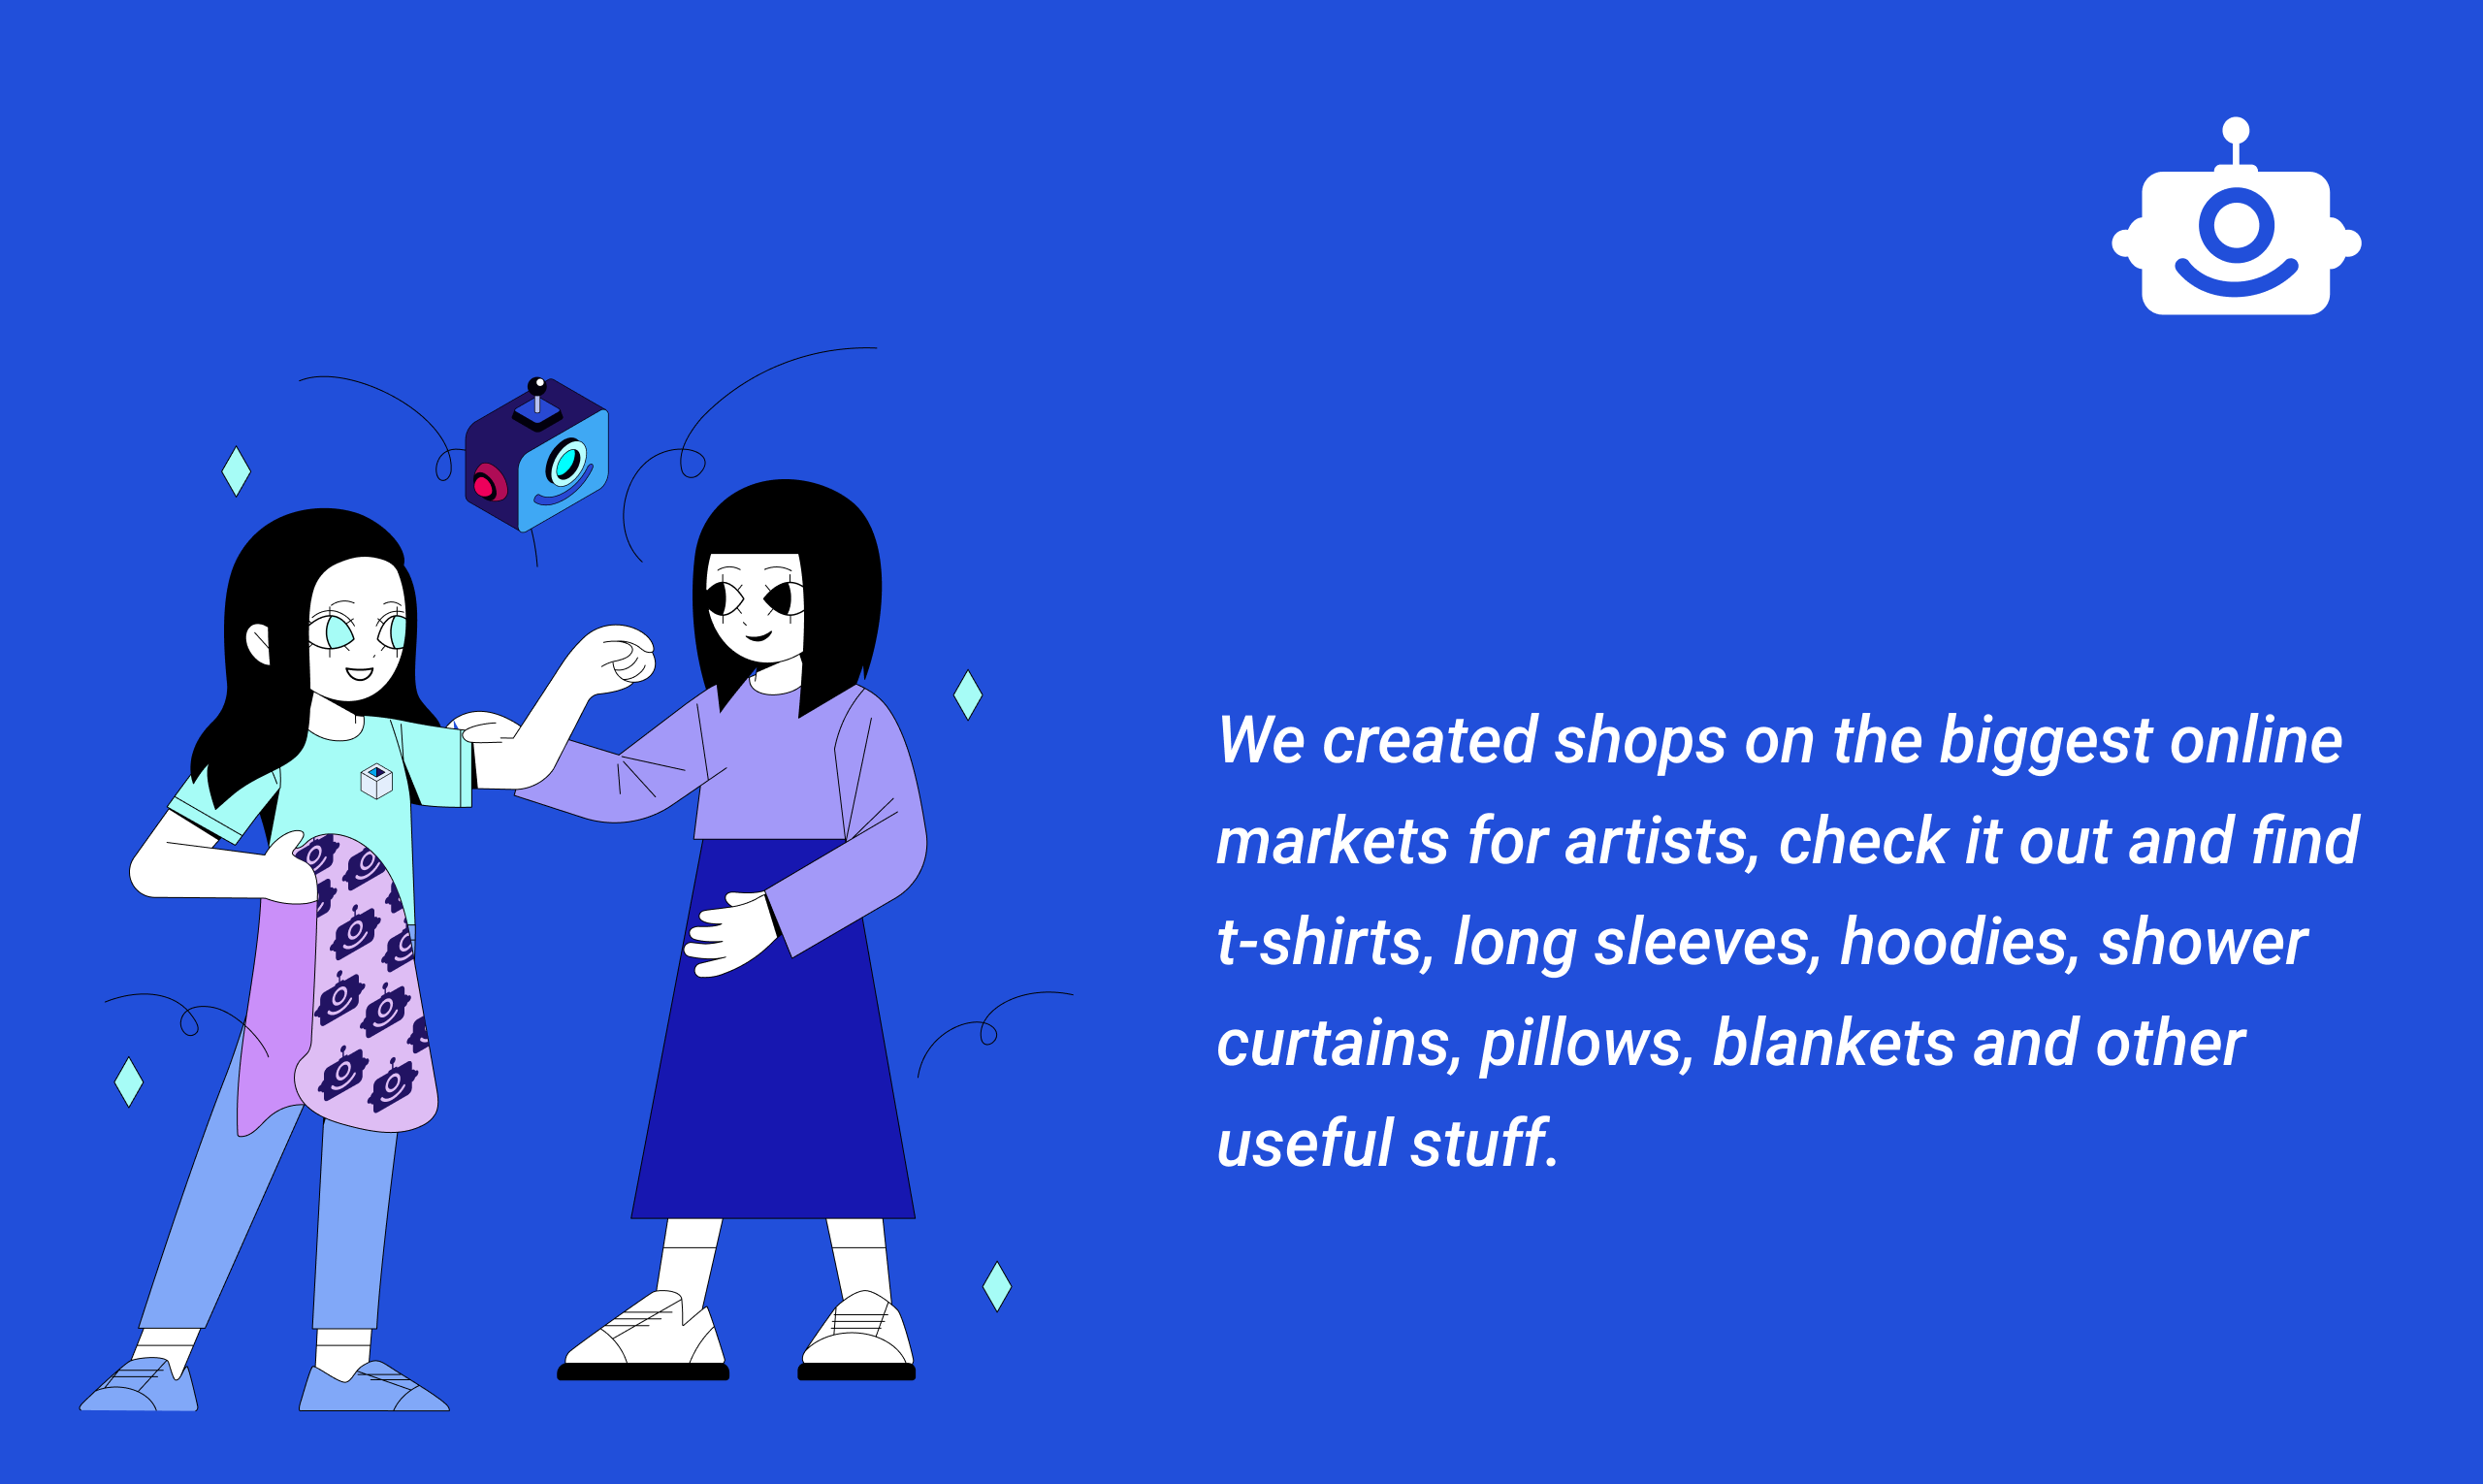 We created shops on the biggest online
markets for artists, check it out and find
t-shirts, long sleeves, hoodies, shower
curtains, pillows, blankets and other
useful stuff.